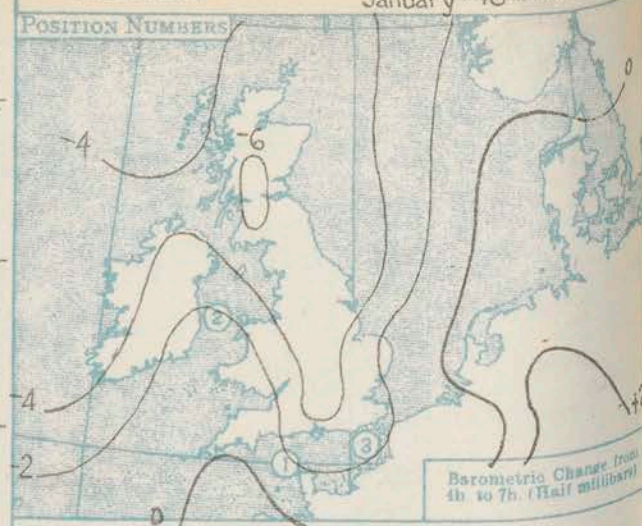 January
POSITION NUMBERS
0
-4
-6
2
-4
-2
3
1
0
Barometric Change from
4h to 7h. (Half millibars)